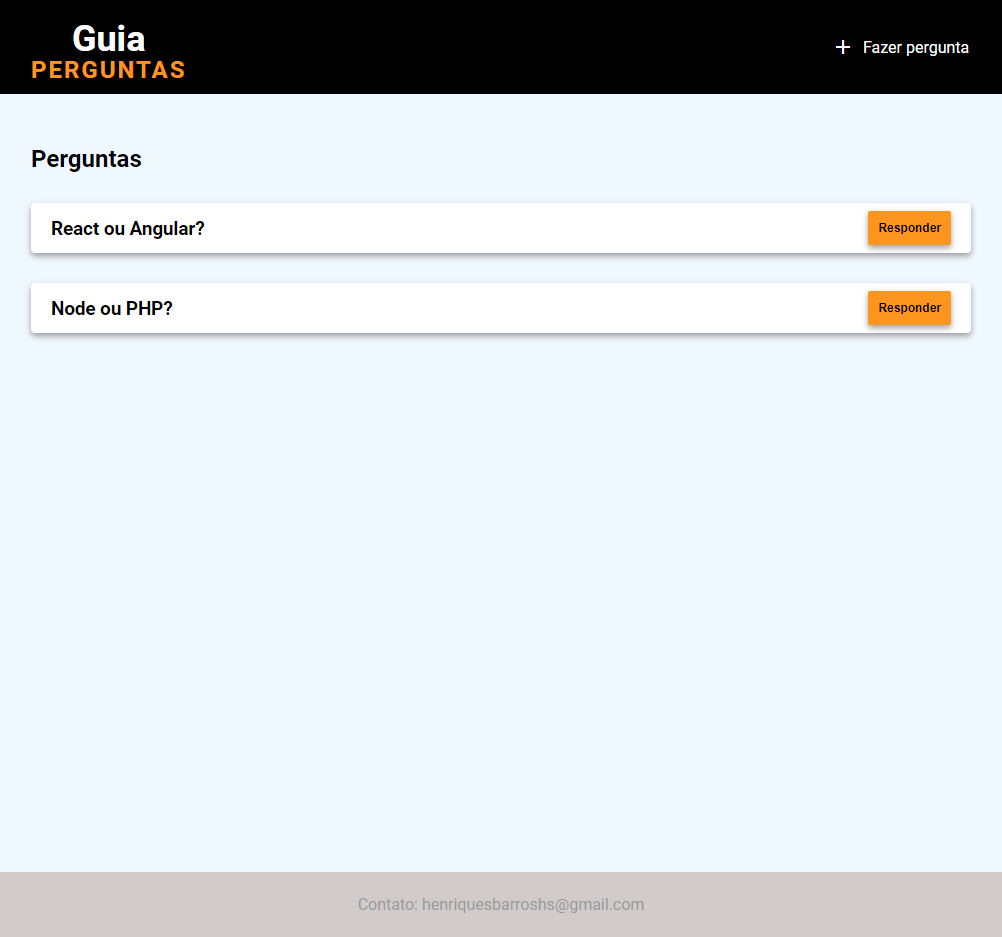 Guia
PERGUNTAS
+ Fazer pergunta
Perguntas
React ou Angular?
Responder
Node ou PHP?
Responder
Contato: henriquesbarroshs@gmail.com